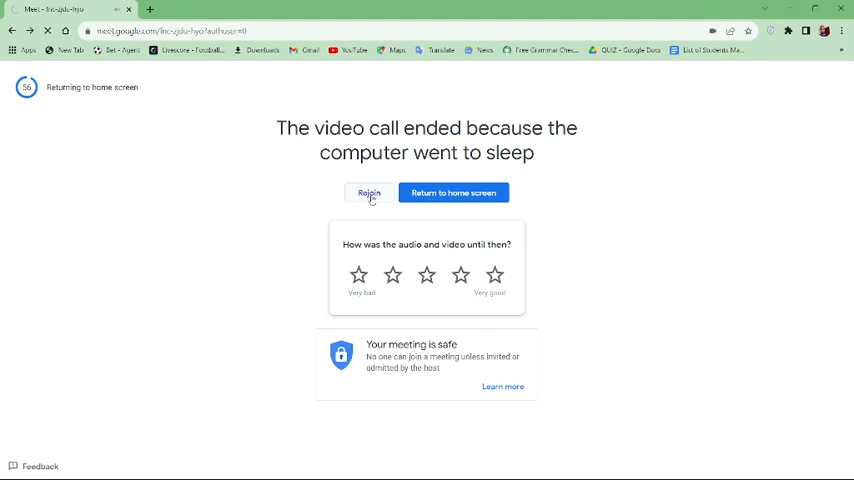 Meet - fnc-zjdu-hyo
meet.google.com/fnc-zjdu-hyo?authuser=0
Apps New Tab Bet - Agent Livescore - Football... Downloads Gmail YouTube Maps Translate News Free Grammar Chec... QUIZ - Google Docs List of Students Ma... »
56 Returning to home screen
The video call ended because the
computer went to sleep
Rejoin Return to home screen
How was the audio and video until then?
Very bad Very good
Your meeting is safe
No one can join a meeting unless invited or
admitted by the host
Learn more
Feedback